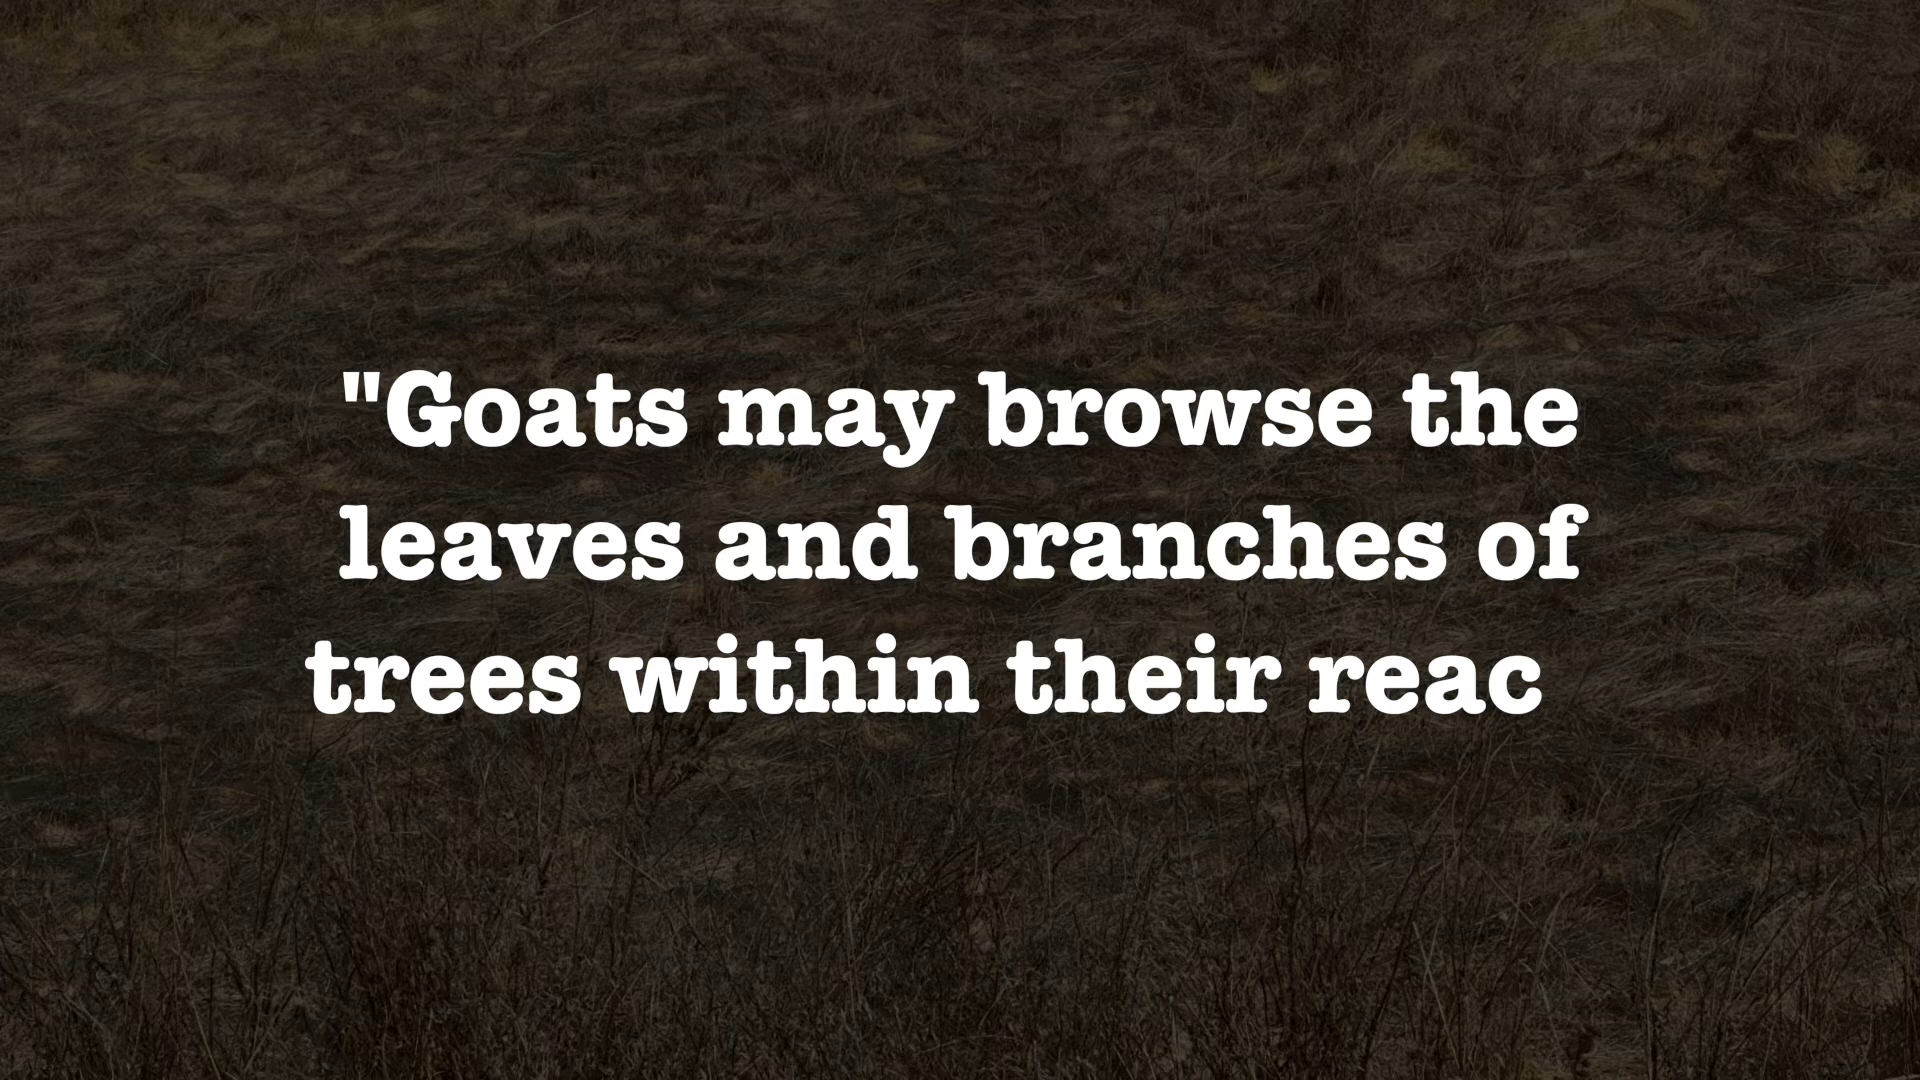 "Goats may browse the
leaves and branches of
trees within their reac